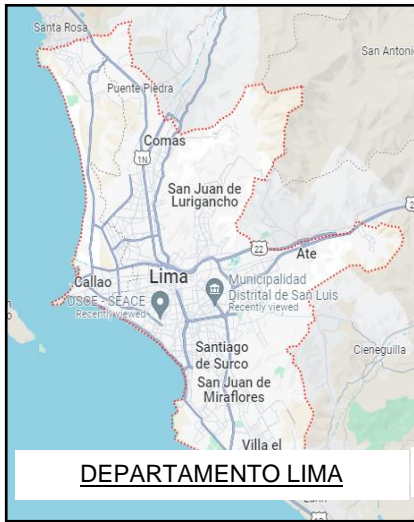 Santa Rosa
San Antonio
Puente Piedra
Comas
1N
San Juan de
Lurigancho
22
Ate
Callao
Lima
Municipalidad
Distrital de San Luis
Recently viewed
OSCE - SEACE
Recently viewed
Cieneguilla
Santiago
de Surco
San Juan de
Miraflores
Villa el
DEPARTAMENTO LIMA